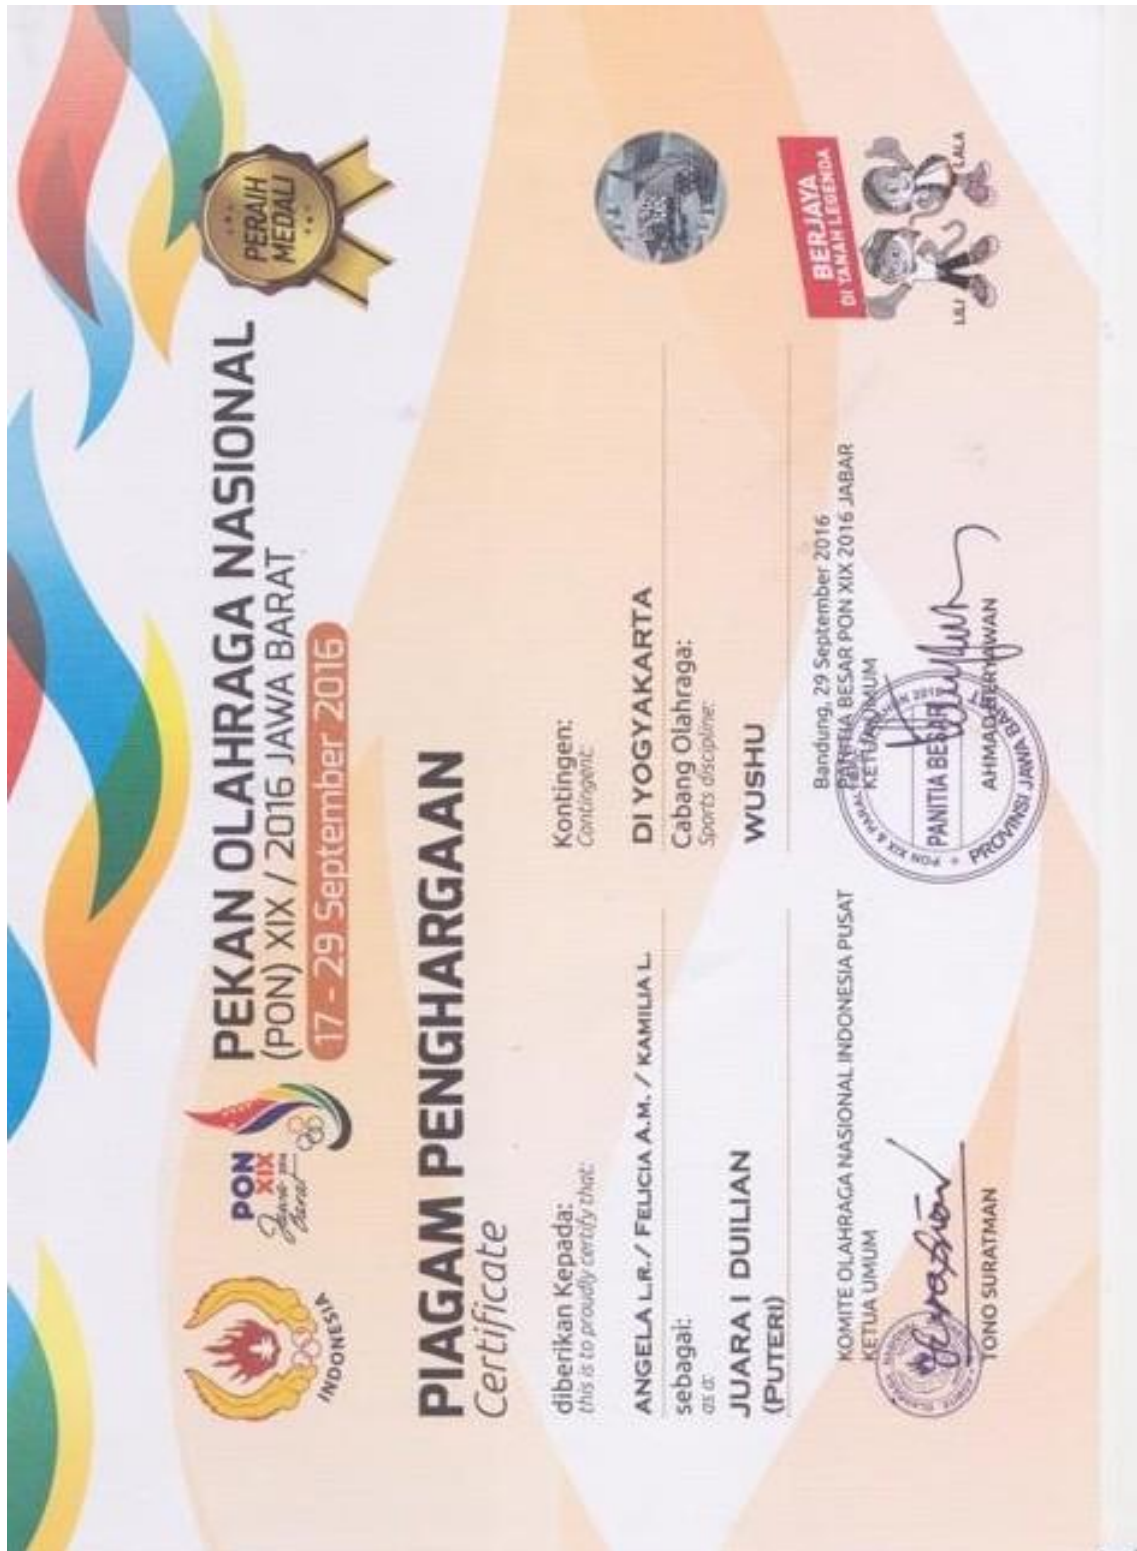 PEKAN OLAHRAGA NASIONAL
(PON) XIX / 2016 JAWA BARAT
17 - 29 September 2016
PERAIH
MEDALI
INDONESIA
PON
XIX
Jawa 2016
Barat
PIAGAM PENGHARGAAN
Certificate
diberikan Kepada:
this is to proudly certify that:
ANGELA L.R./ FELICIA A.M. / KAMILIA L.
sebagai:
as a:
JUARA I DUILIAN
(PUTERI)
Kontingen:
Contingent:
DI YOGYAKARTA
Cabang Olahraga:
Sports discipline:
WUSHU
KOMITE OLAHRAGA NASIONAL INDONESIA PUSAT
KETUA UMUM
TONO SURATMAN
Bandung, 29 September 2016
PANITIA BESAR PON XIX 2016 JABAR
KETUA UMUM
PANITIA BESAR
PROVINSI JAWA BARAT
AHMAD HERYAWAN
BERJAYA
DI TANAH LEGENDA
LILI
LALA